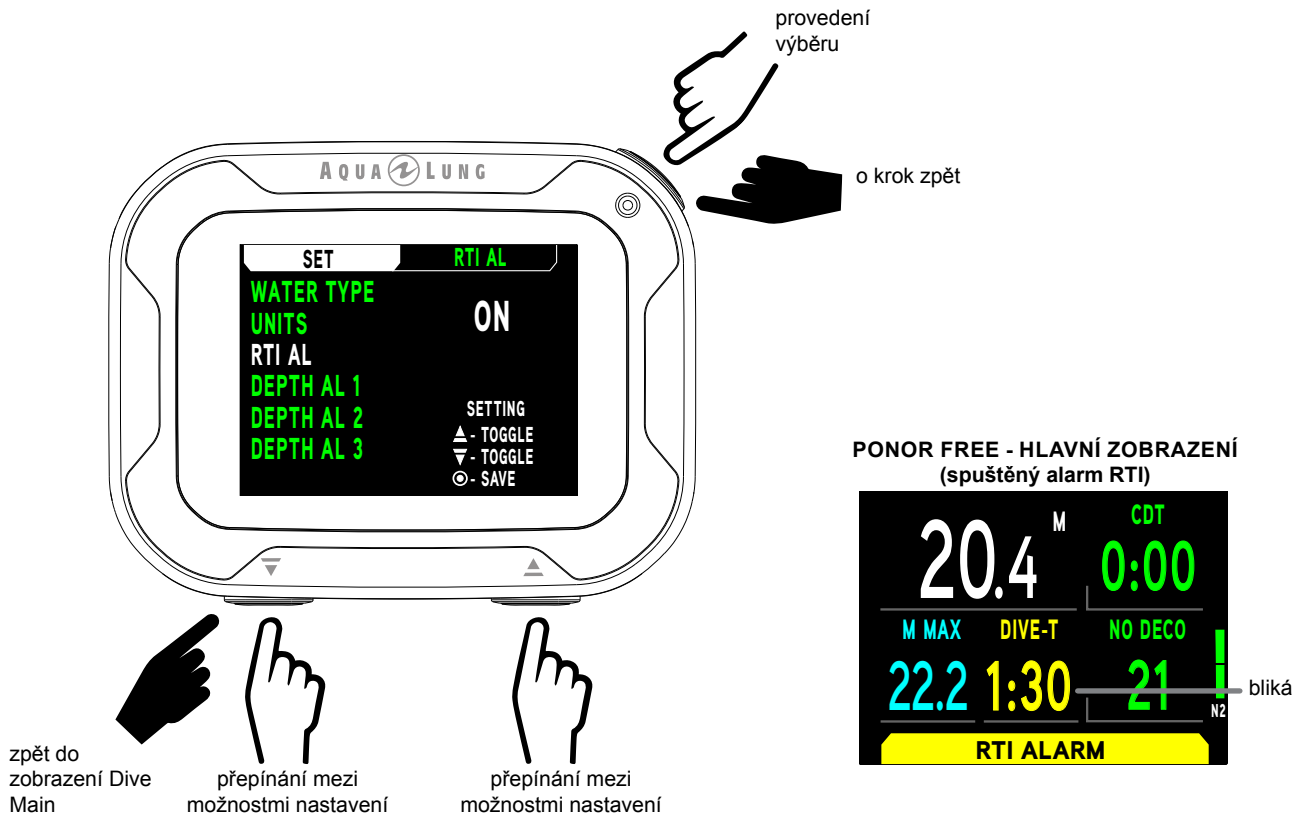 provedení
výběru
o krok zpět
AQUA LUNG
SET
RTI AL
WATER TYPE
UNITS
RTI AL
DEPTH AL 1
DEPTH AL 2
DEPTH AL 3
ON
SETTING
- TOGGLE
- TOGGLE
- SAVE
zpět do
zobrazení Dive
Main
přepínání mezi
možnostmi nastavení
přepínání mezi
možnostmi nastavení
PONOR FREE - HLAVNÍ ZOBRAZENÍ
(spuštěný alarm RTI)
20.4 M
CDT
0:00
M MAX
DIVE-T
NO DECO
22.2
1:30
21
N2
bliká
RTI ALARM